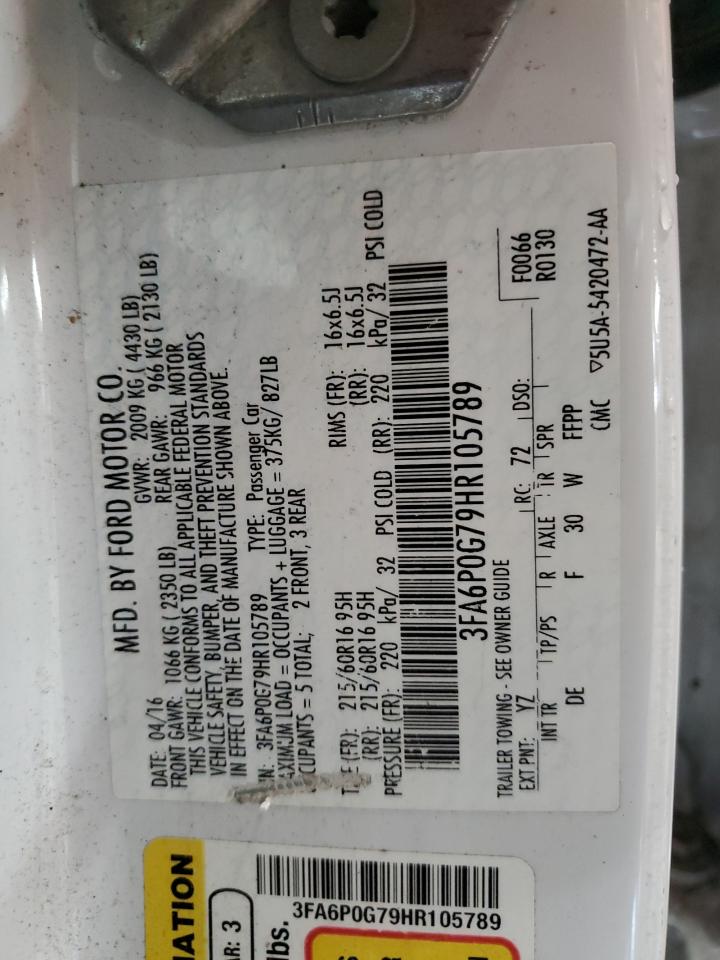 MFD. BY FORD MOTOR CO.
DATE: 04/16 GVWR: 2009 KG ( 4430 LB)
FRONT GAWR: 1066 KG ( 2350 LB) REAR GAWR: 966 KG ( 2130 LB)
THIS VEHICLE CONFORMS TO ALL APPLICABLE FEDERAL MOTOR
VEHICLE SAFETY, BUMPER, AND THEFT PREVENTION STANDARDS
IN EFFECT ON THE DATE OF MANUFACTURE SHOWN ABOVE.
3FA6P0G79HR105789 TYPE: Passenger Car
AXIMUM LOAD = OCCUPANTS + LUGGAGE = 375KG/ 827LB
CUPANTS = 5 TOTAL; 2 FRONT, 3 REAR
(FR): 215/60R16 95H RIMS (FR): 16x6.5J
(RR): 215/60R16 95H (RR): 16x6.5J
PRESSURE (FR): 220 kPa/ 32 PSI COLD (RR): 220 kPa/ 32 PSI COLD
3FA6P0G79HR105789
TRAILER TOWING - SEE OWNER GUIDE F0066
EXT PNT: YZ RC: 72 DSO: R0130
INT TR TP/PS R AXLE TR SPR
DE F 30 W FFPP
CMC ▽5U5A-5420472-AA
MATION
AR: 3
lbs.
3FA6P0G79HR105789